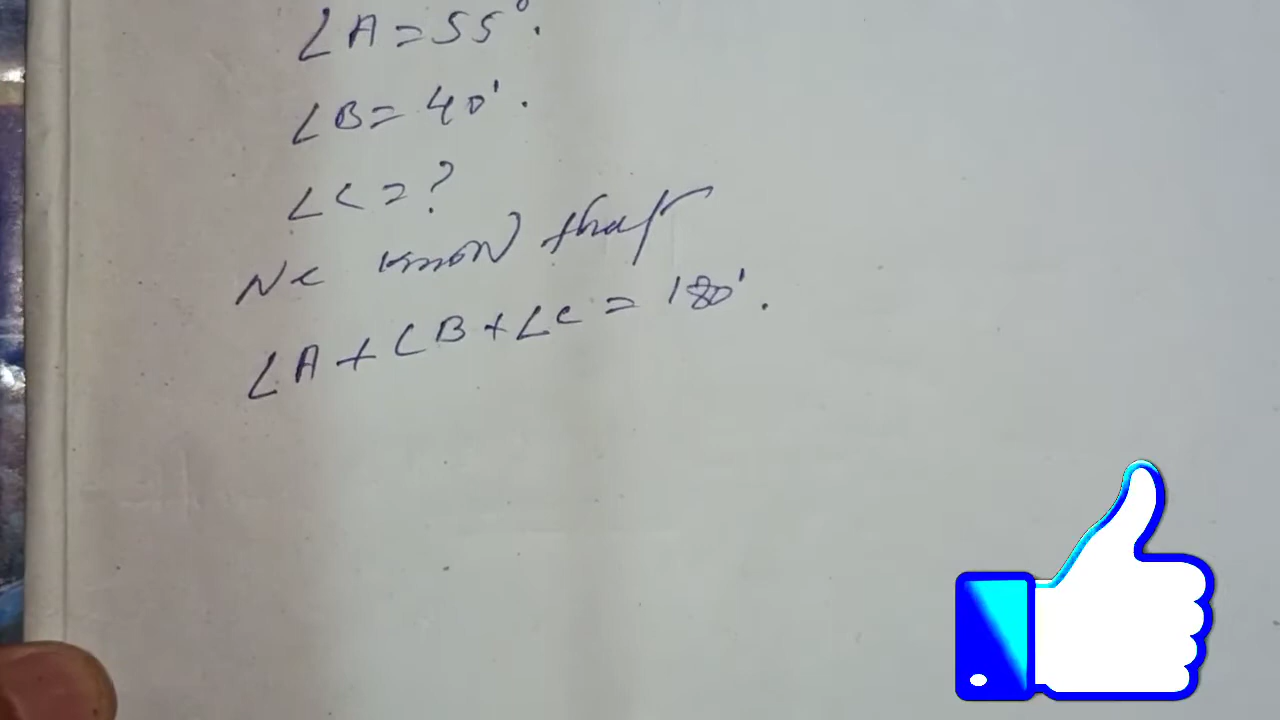 ∠A = 55°.
∠B = 40°.
∠C = ?
We know that
∠A + ∠B + ∠C = 180°.